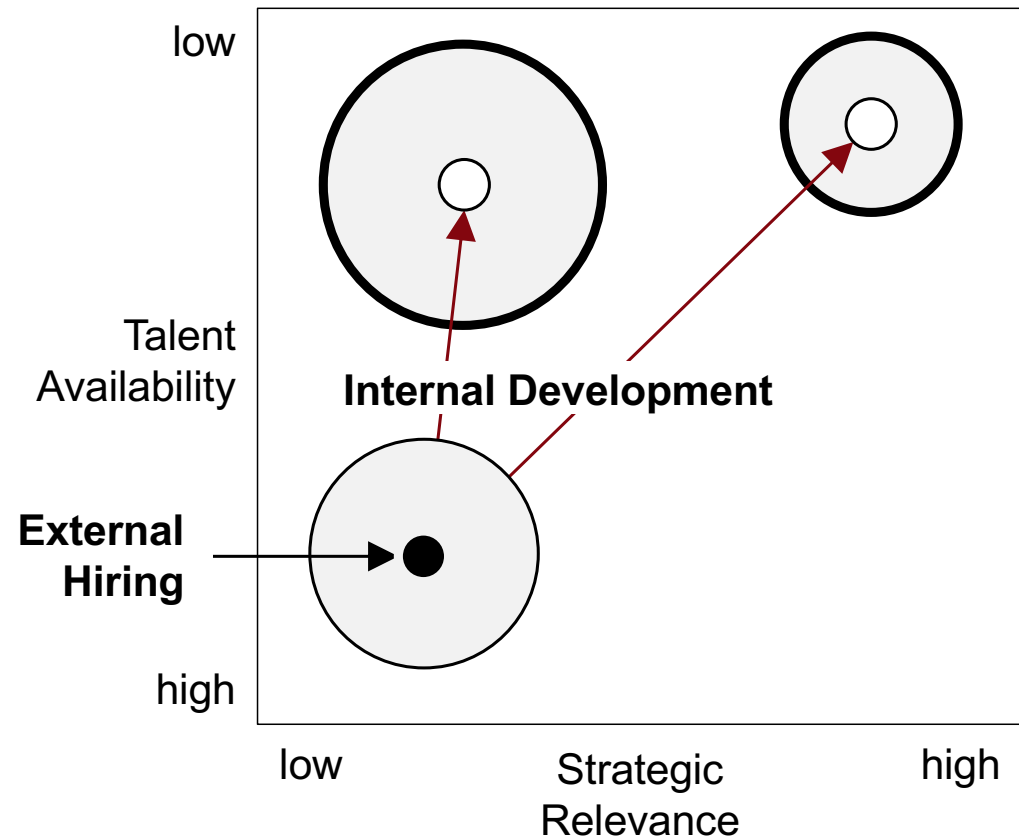 low
Talent
Availability
Internal Development
External
Hiring
high
low
Strategic
Relevance
high